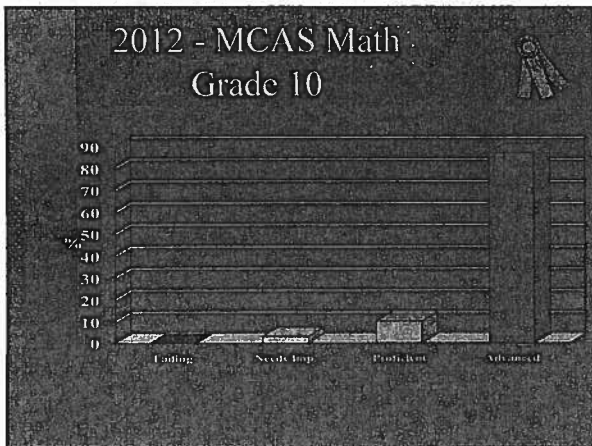 2012 - MCAS Math
Grade 10
90
80
70
60
50
%
40
30
20
10
0
Failing
Needs Imp.
Proficient
Advanced